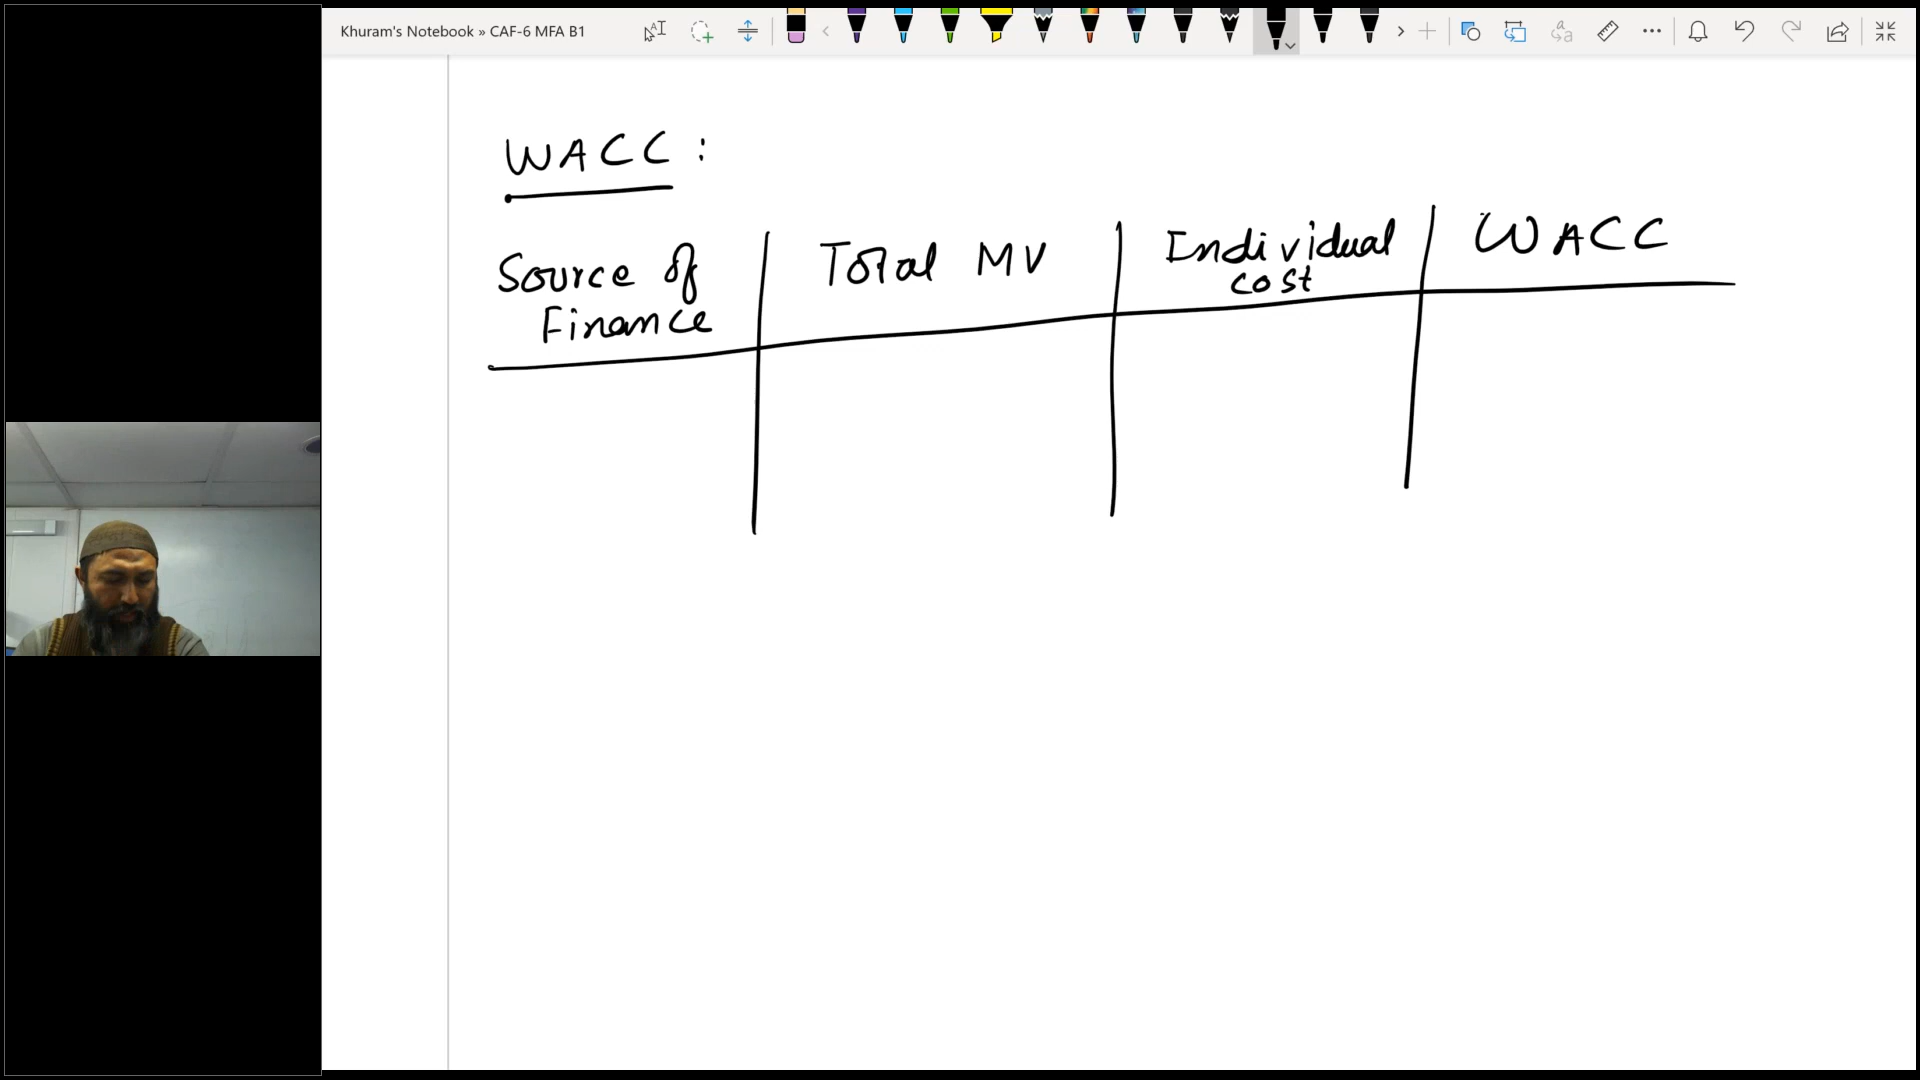 Khuram's Notebook » CAF-6 MFA B1
WACC :
Source of Finance
Total MV
Individual cost
WACC